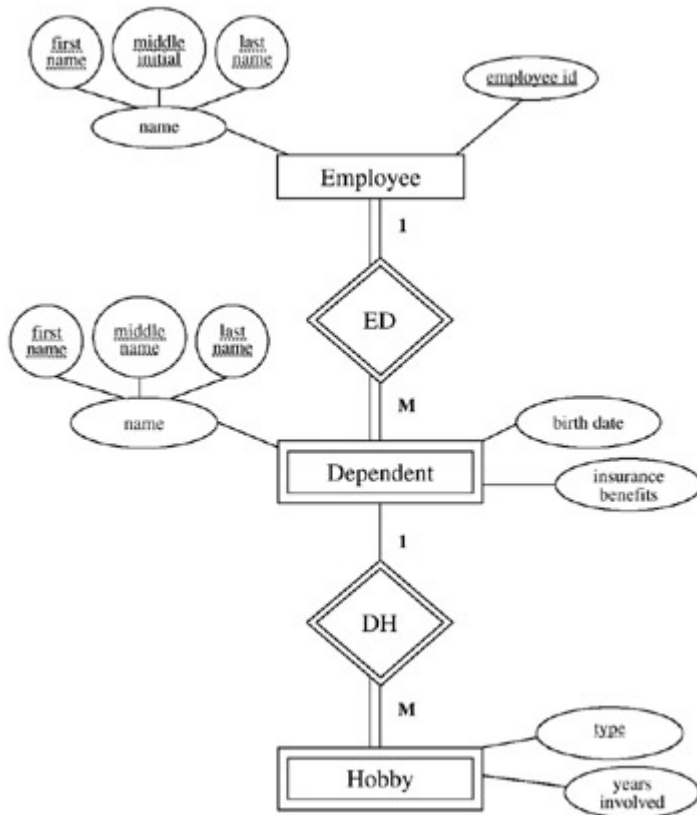 first
name
middle
initial
last
name
employee id
name
Employee
1
ED
first
name
middle
name
last
name
M
name
birth date
Dependent
insurance
benefits
1
DH
M
type
Hobby
years
involved